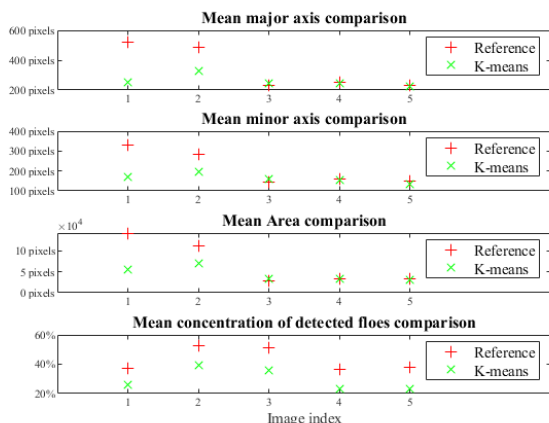 Mean major axis comparison
600 pixels
400 pixels
200 pixels
1 2 3 4 5
Reference
K-means
Mean minor axis comparison
400 pixels
300 pixels
200 pixels
100 pixels
1 2 3 4 5
Reference
K-means
×10⁴
Mean Area comparison
10 pixels
5 pixels
0 pixels
1 2 3 4 5
Reference
K-means
Mean concentration of detected floes comparison
60%
40%
20%
1 2 3 4 5
Reference
K-means
Image index